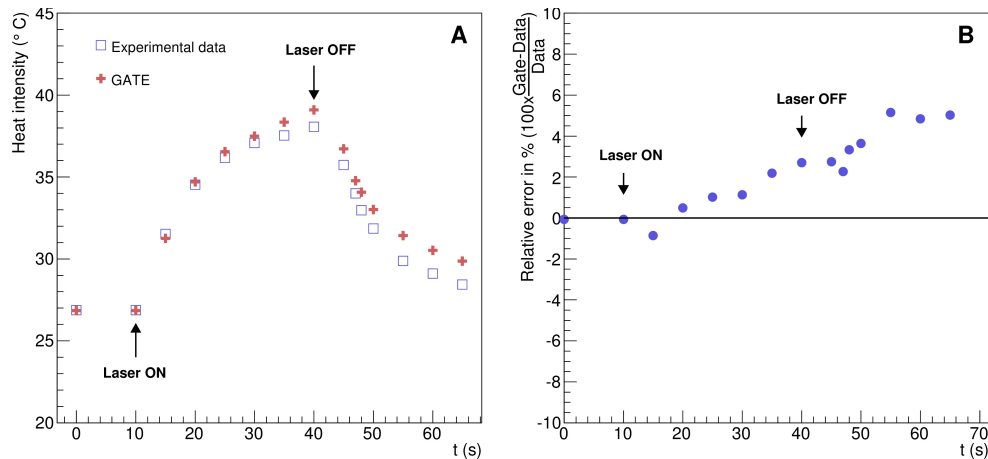 A
Heat intensity (° C)
45
40
35
30
25
20
Experimental data
GATE
Laser OFF
Laser ON
0 10 20 30 40 50 60
t (s)
B
Relative error in % (100x Gate-Data
Data
)
10
8
6
4
2
0
-2
-4
-6
-8
-10
Laser OFF
Laser ON
0 10 20 30 40 50 60 70
t (s)